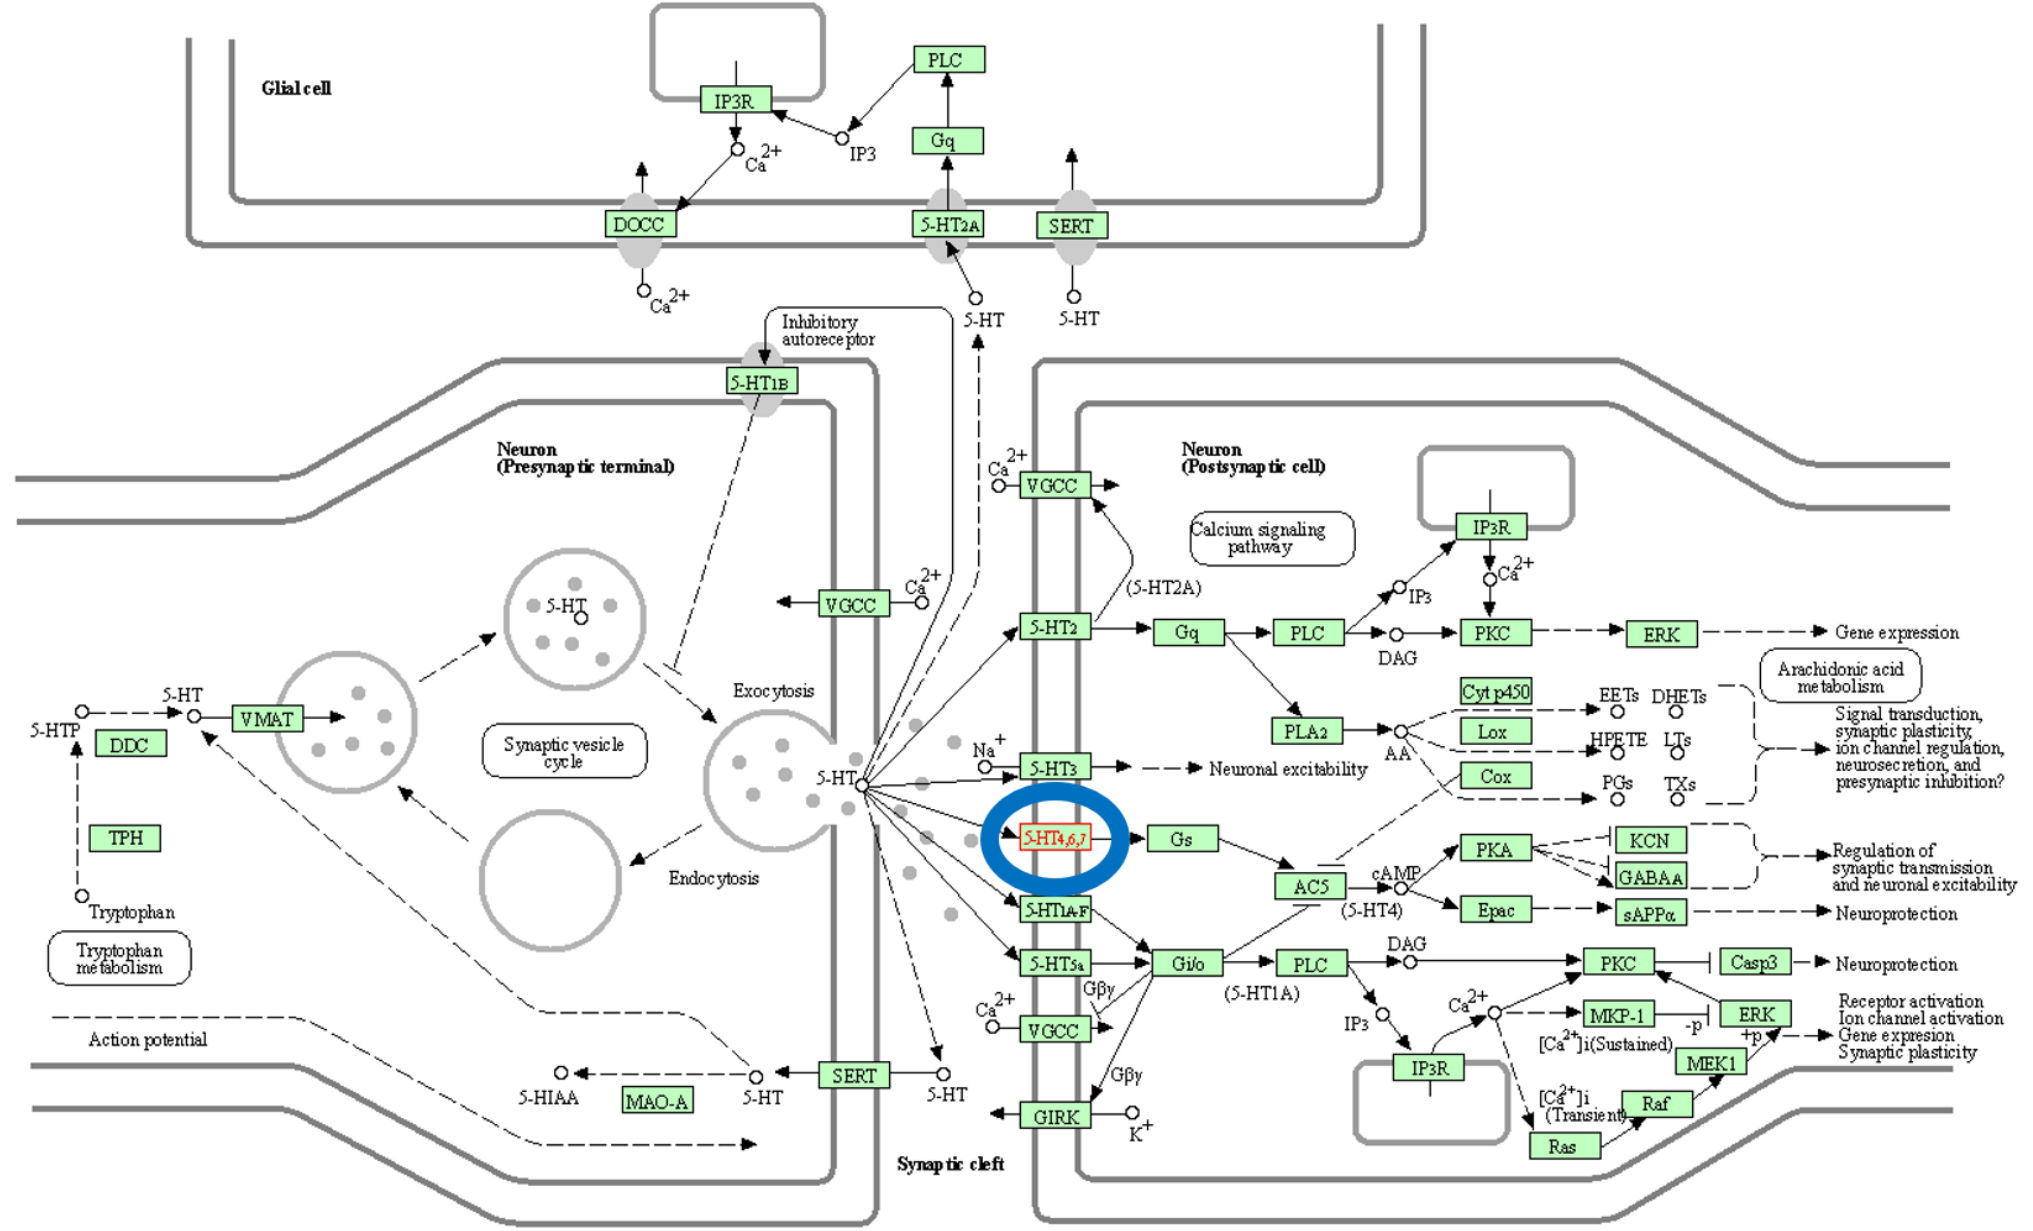 Glial cell
PLC
IP3R
Gq
IP3
Ca2+
DOCC
5-HT2A
SERT
Ca2+
5-HT
5-HT
Inhibitory
autoreceptor
5-HT1B
Neuron
(Presynaptic terminal)
5-HT
VGCC
Ca2+
Exocytosis
5-HT
5-HTP
VMAT
DDC
Synaptic vesicle
cycle
5-HT
TPH
Endocytosis
Tryptophan
Tryptophan
metabolism
Action potential
5-HIAA
MAO-A
5-HT
SERT
5-HT
Synaptic cleft
Neuron
(Postsynaptic cell)
Ca2+
VGCC
Calcium signaling
pathway
IP3R
Ca2+
(5-HT2A)
IP3
5-HT2
Gq
PLC
DAG
PKC
ERK
Gene expression
Arachidonic acid
metabolism
Cyt p450
EETs
DHETs
PLA2
AA
Lox
HPETE
LTs
Cox
PGs
TXs
Signal transduction,
synaptic plasticity,
ion channel regulation,
neurosecretion, and
presynaptic inhibition?
Na+
5-HT3
Neuronal excitability
5-HT4,6,7
Gs
AC5
cAMP
(5-HT4)
PKA
KCN
GABAA
Regulation of
synaptic transmission
and neuronal excitability
Epac
sAPPα
Neuroprotection
5-HT1A-F
5-HT5a
Gi/o
PLC
(5-HT1A)
DAG
PKC
Casp3
Neuroprotection
Gβγ
Ca2+
VGCC
IP3
Ca2+
MKP-1
-p
ERK
+p
[Ca2+]i(Sustained)
Receptor activation
Ion channel activation
Gene expresion
Synaptic plasticity
IP3R
MEK1
[Ca2+]i
(Transient)
Raf
Ras
Gβγ
GIRK
K+